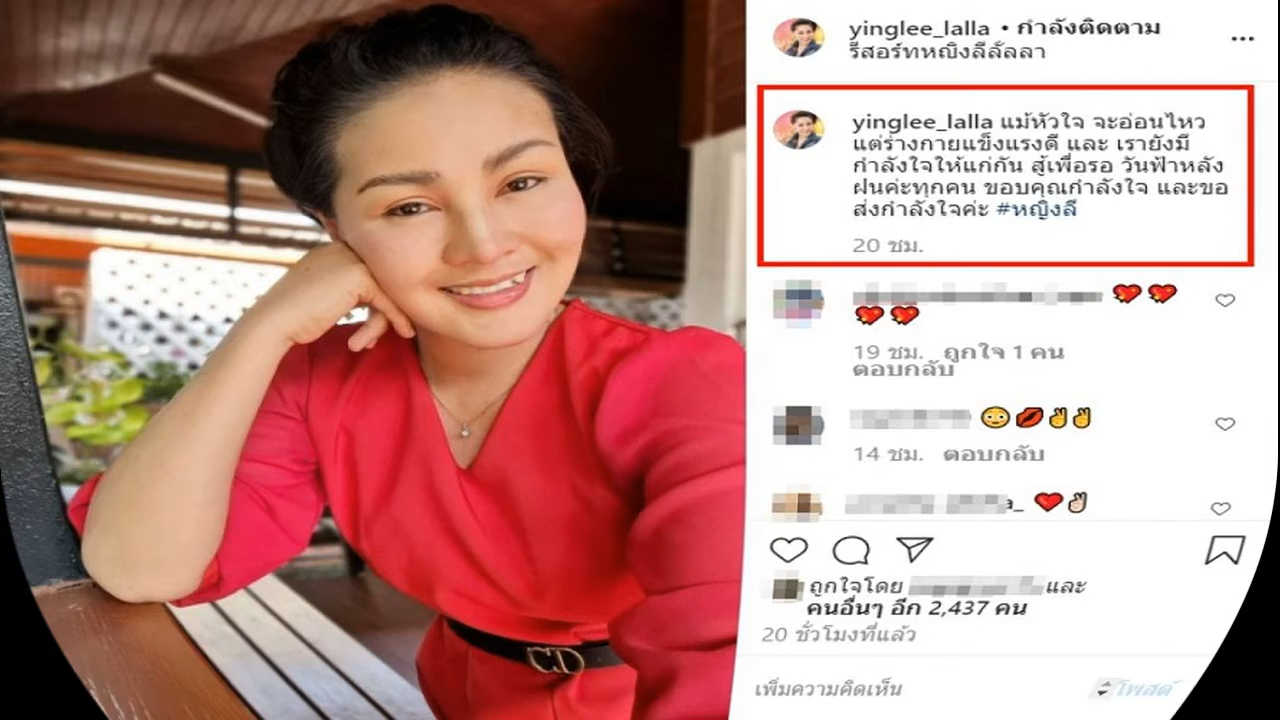 yinglee_lalla • กำลังติดตาม
รีสอร์ทหญิงลีลัลลา
yinglee_lalla แม้หัวใจ จะอ่อนไหว
แต่ร่างกายแข็งแรงดี และ เรายังมี
กำลังใจให้แก่กัน สู้เพื่อรอ วันฟ้าหลัง
ฝนค่ะทุกคน ขอบคุณกำลังใจ และขอ
ส่งกำลังใจค่ะ #หญิงลี
20 ชม.
19 ชม. ถูกใจ 1 คน
ตอบกลับ
14 ชม. ตอบกลับ
ถูกใจโดย และ
คนอื่นๆ อีก 2,437 คน
20 ชั่วโมงที่แล้ว
เพิ่มความคิดเห็น
โพสต์
CD